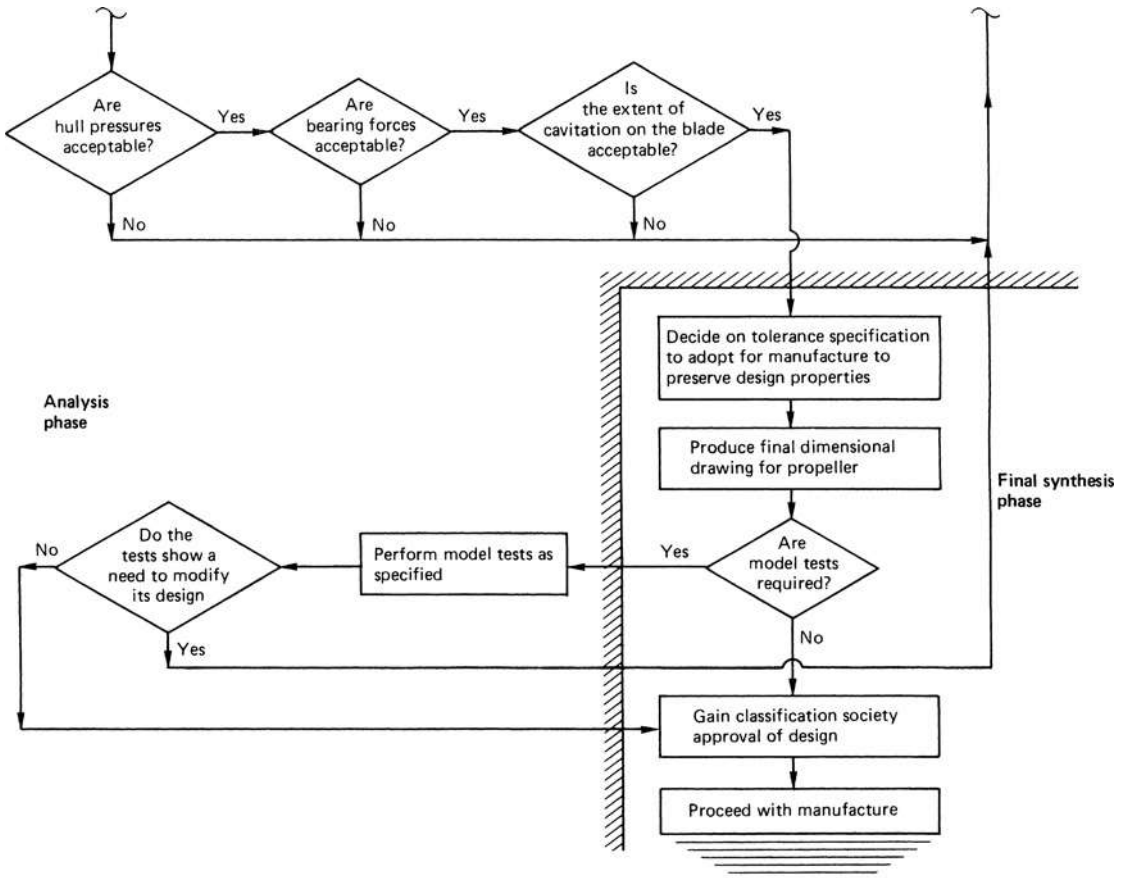 Are
hull pressures
acceptable?
Yes
No
Are
bearing forces
acceptable?
Yes
No
Is
the extent of
cavitation on the blade
acceptable?
Yes
No
Decide on tolerance specification
to adopt for manufacture to
preserve design properties
Analysis
phase
Produce final dimensional
drawing for propeller
Final synthesis
phase
Are
model tests
required?
Yes
No
Perform model tests as
specified
Do the
tests show a
need to modify
its design
No
Yes
Gain classification society
approval of design
Proceed with manufacture